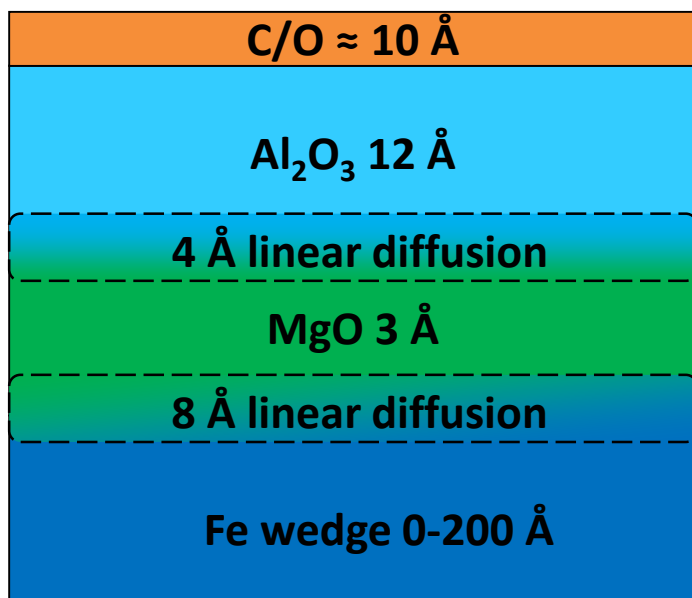 C/O ≈ 10 Å
Al₂O₃ 12 Å
4 Å linear diffusion
MgO 3 Å
8 Å linear diffusion
Fe wedge 0-200 Å